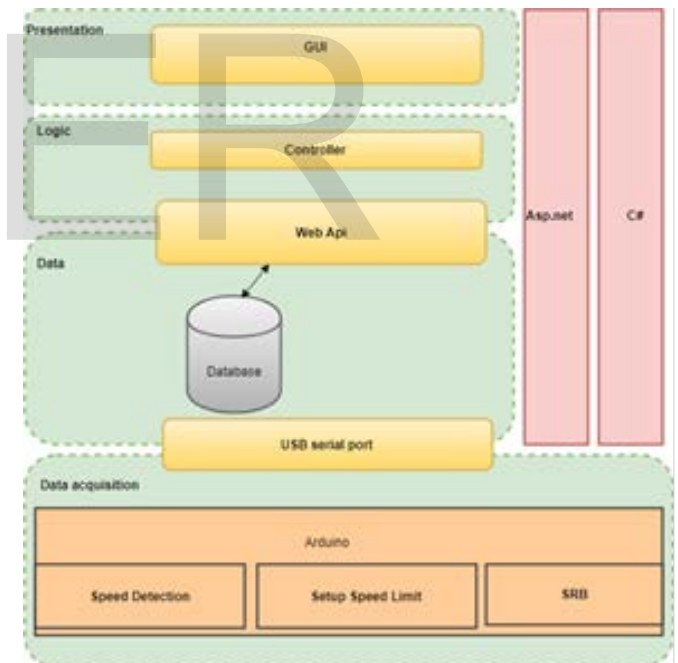 Presentation
GUI
Logic
Controller
Web Api
Asp.net
C#
Data
Database
USB serial port
Data acquisition
Arduino
Speed Detection
Setup Speed Limit
SRB
ER